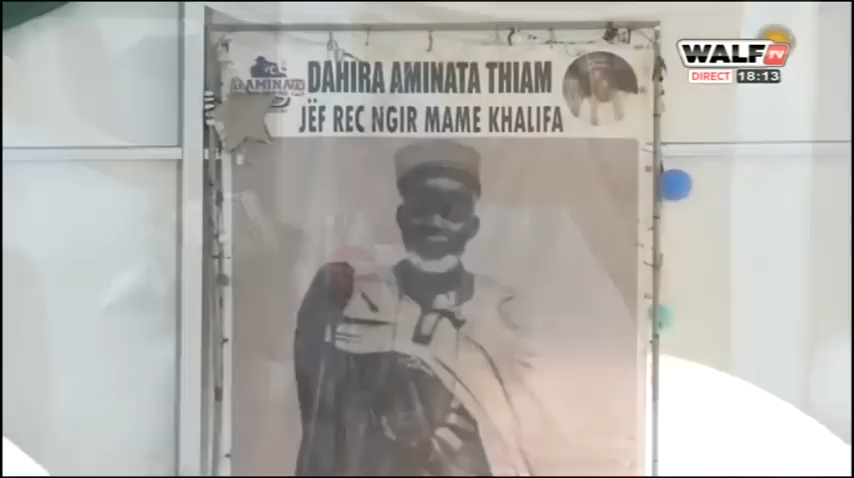 DAHIRA AMINATA THIAM
JËF REC NGIR MAME KHALIFA
WALF TV
DIRECT 18:13